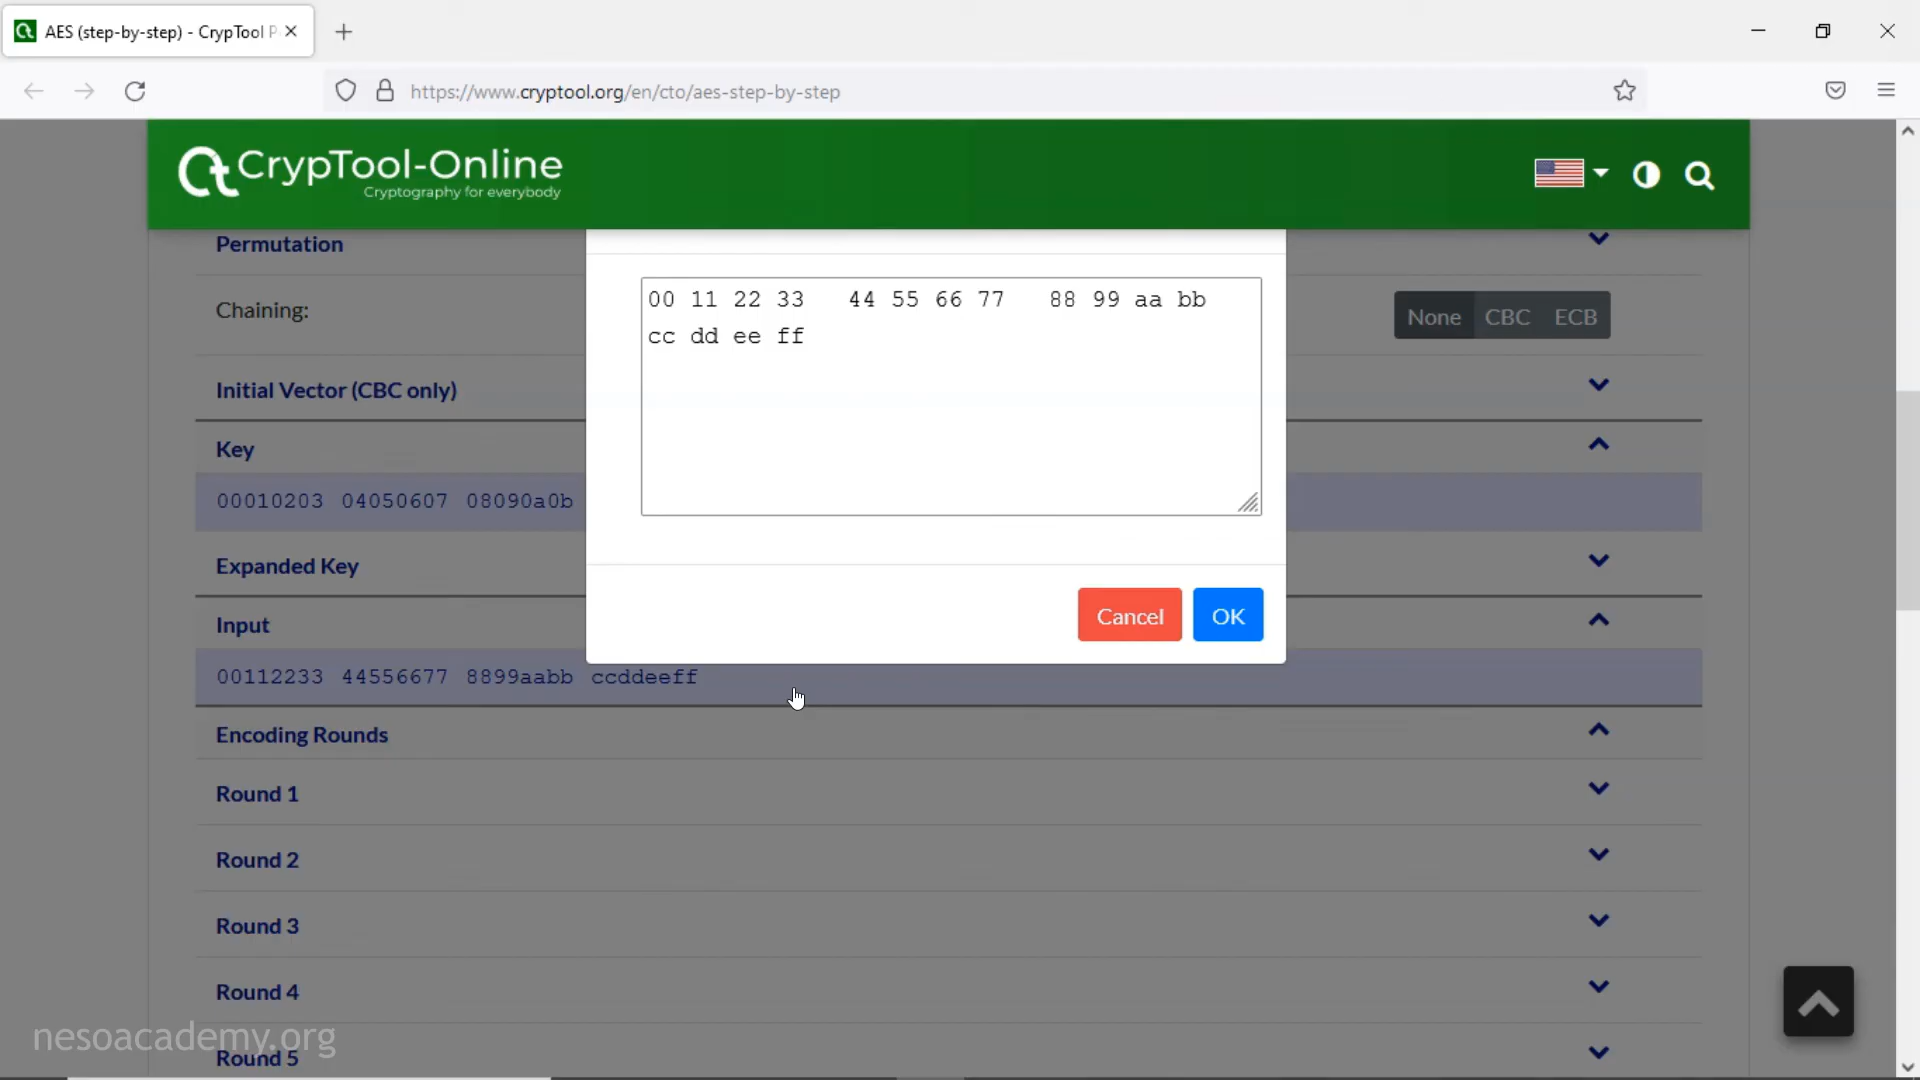 AES (step-by-step) - CrypTool P
https://www.cryptool.org/en/cto/aes-step-by-step
CrypTool-Online
Cryptography for everybody
Permutation
00 11 22 33 44 55 66 77 88 99 aa bb
cc dd ee ff
Chaining:
None CBC ECB
Initial Vector (CBC only)
Key
00010203 04050607 08090a0b
Expanded Key
Cancel OK
Input
00112233 44556677 8899aabb ccddeeff
Encoding Rounds
Round 1
Round 2
Round 3
Round 4
nesoacademy.org
Round 5